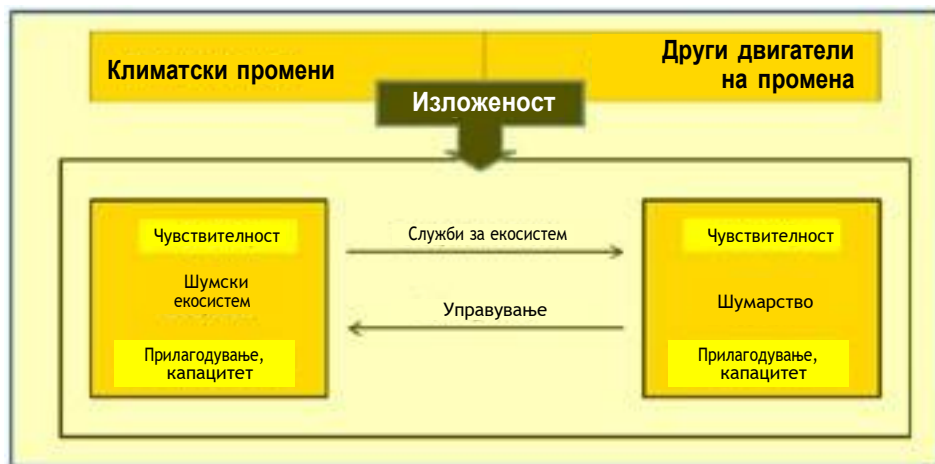 Климатски промени
Други двигатели
на промена
Изложеност
Чувствителност
Шумски
екосистем
Прилагодување,
капацитет
Служби за екосистем
Управување
Чувствителност
Шумарство
Прилагодување,
капацитет